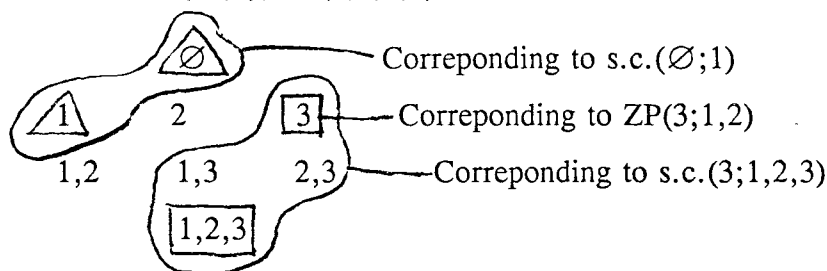 ∅ Correponding to s.c.(∅;1)
1 2 3 Correponding to ZP(3;1,2)
1,2 1,3 2,3 Correponding to s.c.(3;1,2,3)
1,2,3